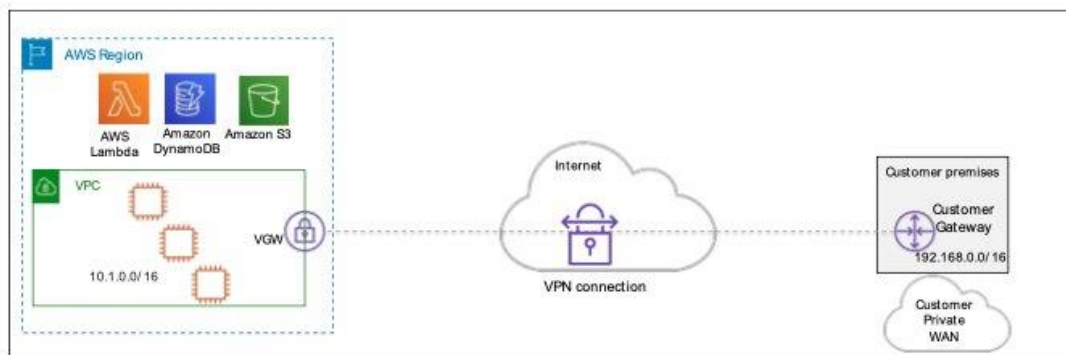 AWS Region
AWS
Lambda
Amazon
DynamoDB
Amazon S3
VPC
VGW
10.1.0.0/16
Internet
VPN connection
Customer premises
Customer
Gateway
192.168.0.0/16
Customer
Private
WAN